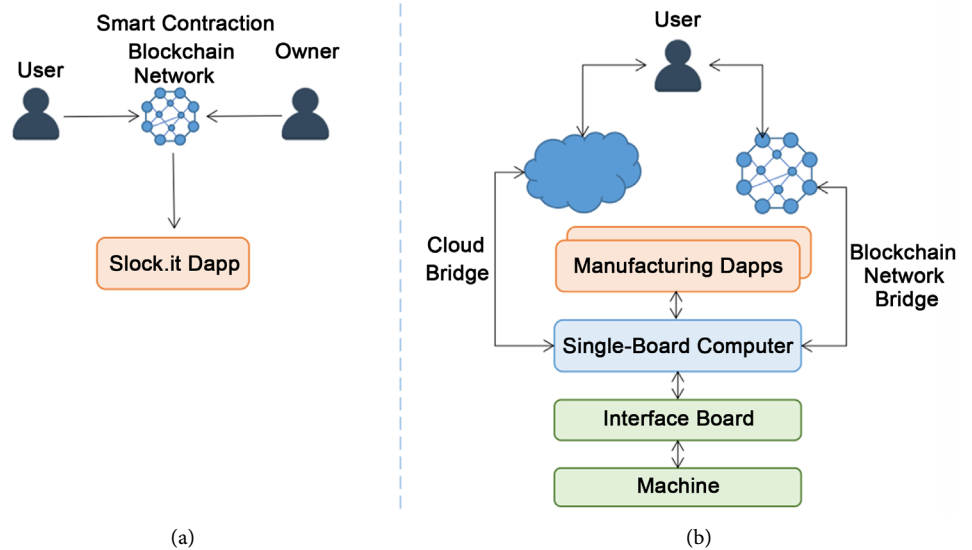 Smart Contraction
Blockchain
Network
User
Owner
Slock.it Dapp
(a)
User
Cloud
Bridge
Manufacturing Dapps
Blockchain
Network
Bridge
Single-Board Computer
Interface Board
Machine
(b)